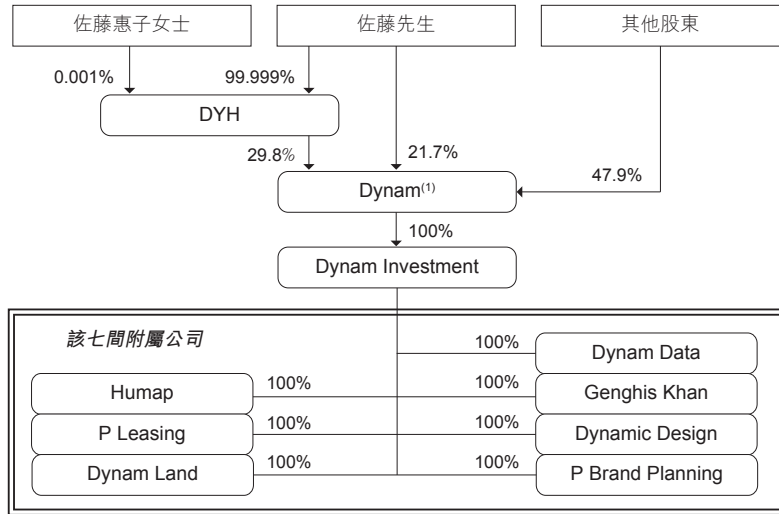 佐藤惠子女士
佐藤先生
其他股東
0.001%
99.999%
DYH
29.8%
21.7%
47.9%
Dynam(1)
100%
Dynam Investment
該七間附屬公司
100%
Dynam Data
Humap
100%
100%
Genghis Khan
P Leasing
100%
100%
Dynamic Design
Dynam Land
100%
100%
P Brand Planning